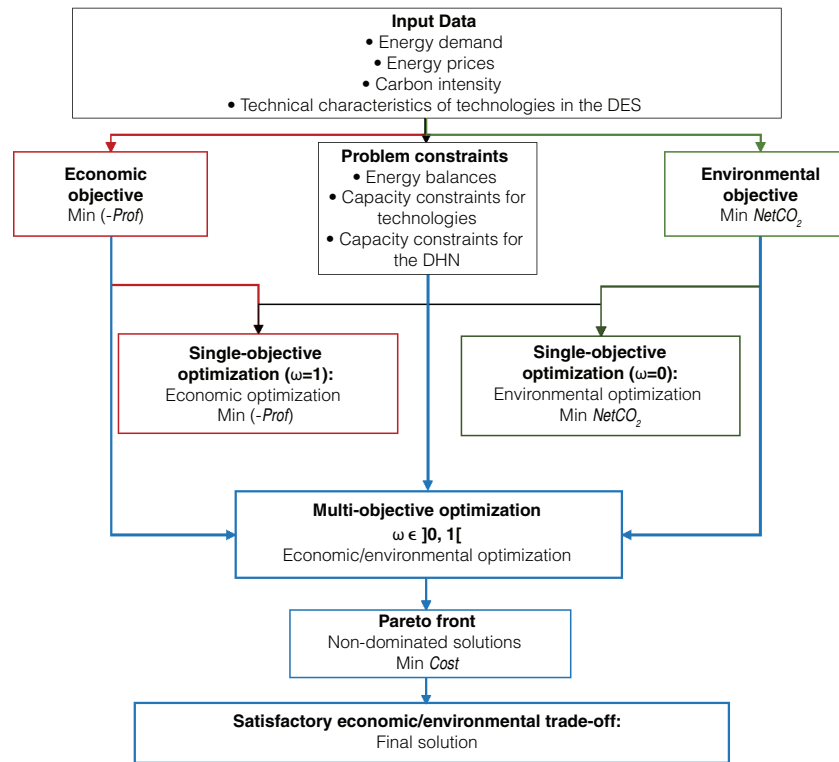 Input Data
• Energy demand
• Energy prices
• Carbon intensity
• Technical characteristics of technologies in the DES
Economic
objective
Min (-Prof)
Problem constraints
• Energy balances
• Capacity constraints for
technologies
• Capacity constraints for
the DHN
Environmental
objective
Min NetCO₂
Single-objective
optimization (ω=1):
Economic optimization
Min (-Prof)
Single-objective
optimization (ω=0):
Environmental optimization
Min NetCO₂
Multi-objective optimization
ω ϵ ]0, 1[
Economic/environmental optimization
Pareto front
Non-dominated solutions
Min Cost
Satisfactory economic/environmental trade-off:
Final solution